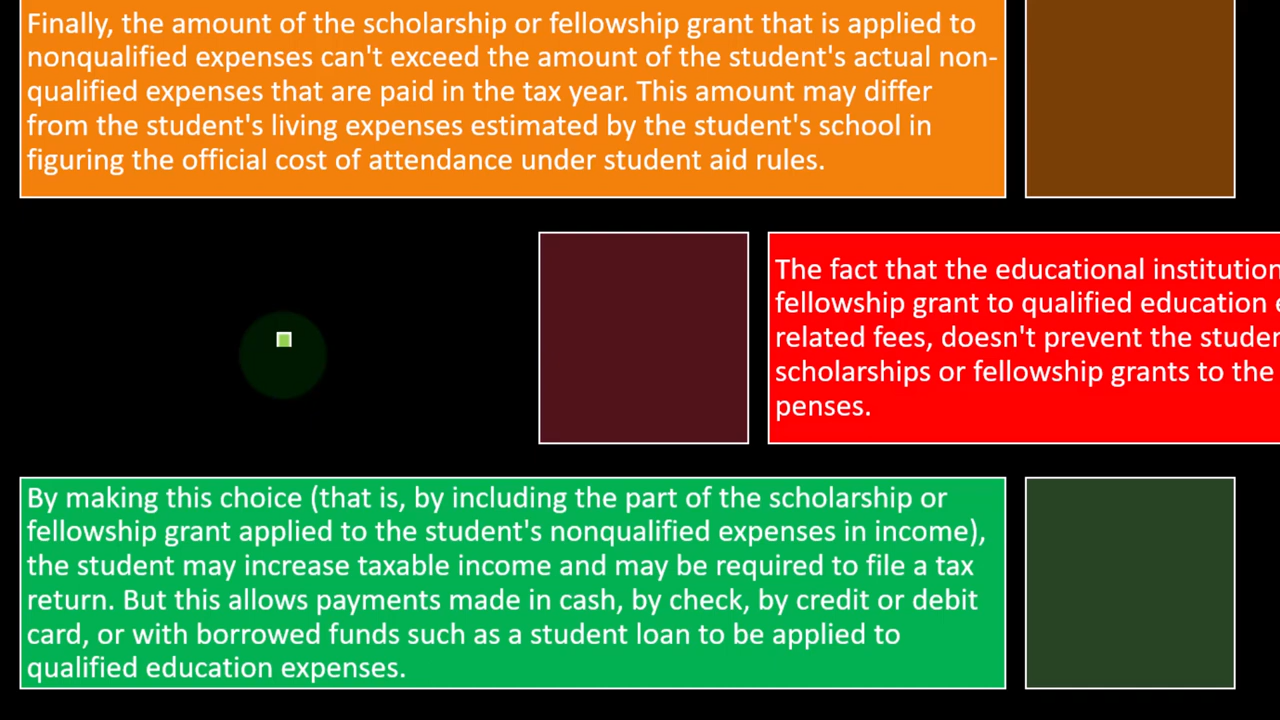 Finally, the amount of the scholarship or fellowship grant that is applied to
nonqualified expenses can't exceed the amount of the student's actual non-
qualified expenses that are paid in the tax year. This amount may differ
from the student's living expenses estimated by the student's school in
figuring the official cost of attendance under student aid rules.
The fact that the educational institution
fellowship grant to qualified education
related fees, doesn't prevent the
scholarships or fellowship grants to the
penses.
By making this choice (that is, by including the part of the scholarship or
fellowship grant applied to the student's nonqualified expenses in income),
the student may increase taxable income and may be required to file a tax
return. But this allows payments made in cash, by check, by credit or debit
card, or with borrowed funds such as a student loan to be applied to
qualified education expenses.